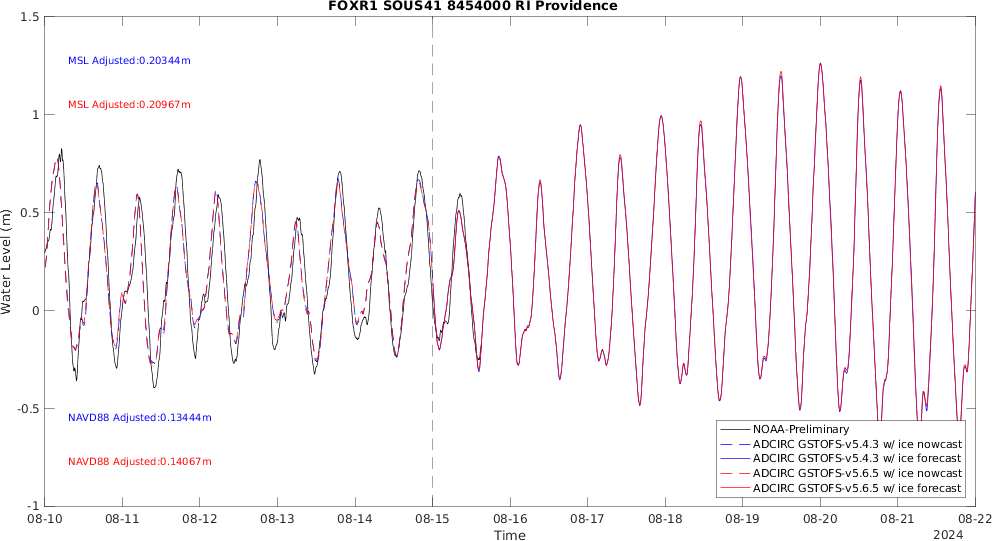 FOXR1 SOUS41 8454000 RI Providence
1.5
1
0.5
0
-0.5
-1
Water Level (m)
MSL Adjusted:0.20344m
MSL Adjusted:0.20967m
NAVD88 Adjusted:0.13444m
NAVD88 Adjusted:0.14067m
NOAA-Preliminary
ADCIRC GSTOFS-v5.4.3 w/ ice nowcast
ADCIRC GSTOFS-v5.4.3 w/ ice forecast
ADCIRC GSTOFS-v5.6.5 w/ ice nowcast
ADCIRC GSTOFS-v5.6.5 w/ ice forecast
08-10 08-11 08-12 08-13 08-14 08-15 08-16 08-17 08-18 08-19 08-20 08-21 08-22
Time
2024